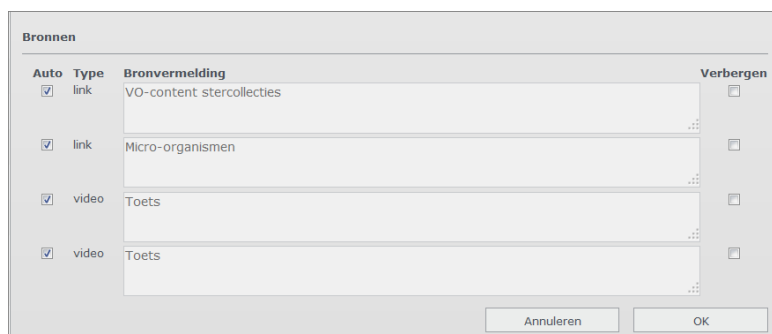 Bronnen
Auto Type Bronvermelding Verbergen
link VO-content stercollecties
link Micro-organismen
video Toets
video Toets
Annuleren OK